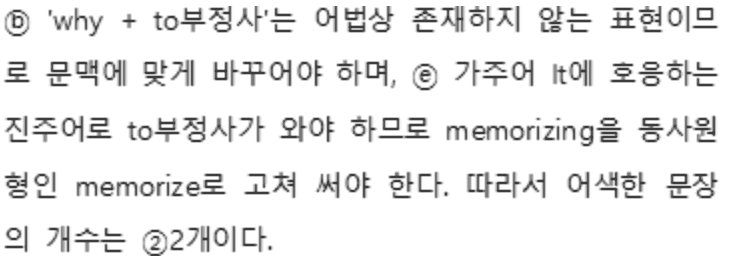 ⓑ 'why + to부정사'는 어법상 존재하지 않는 표현이므
로 문맥에 맞게 바꾸어야 하며, ⓔ 가주어 It에 호응하는
진주어로 to부정사가 와야 하므로 memorizing을 동사원
형인 memorize로 고쳐 써야 한다. 따라서 어색한 문장
의 개수는 ②2개이다.